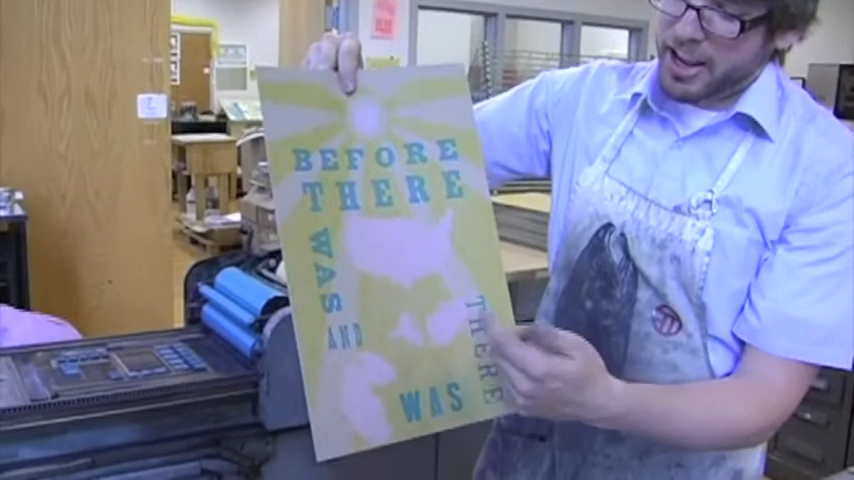 BEFORE
THERE
WAS
AND
THERE
WAS